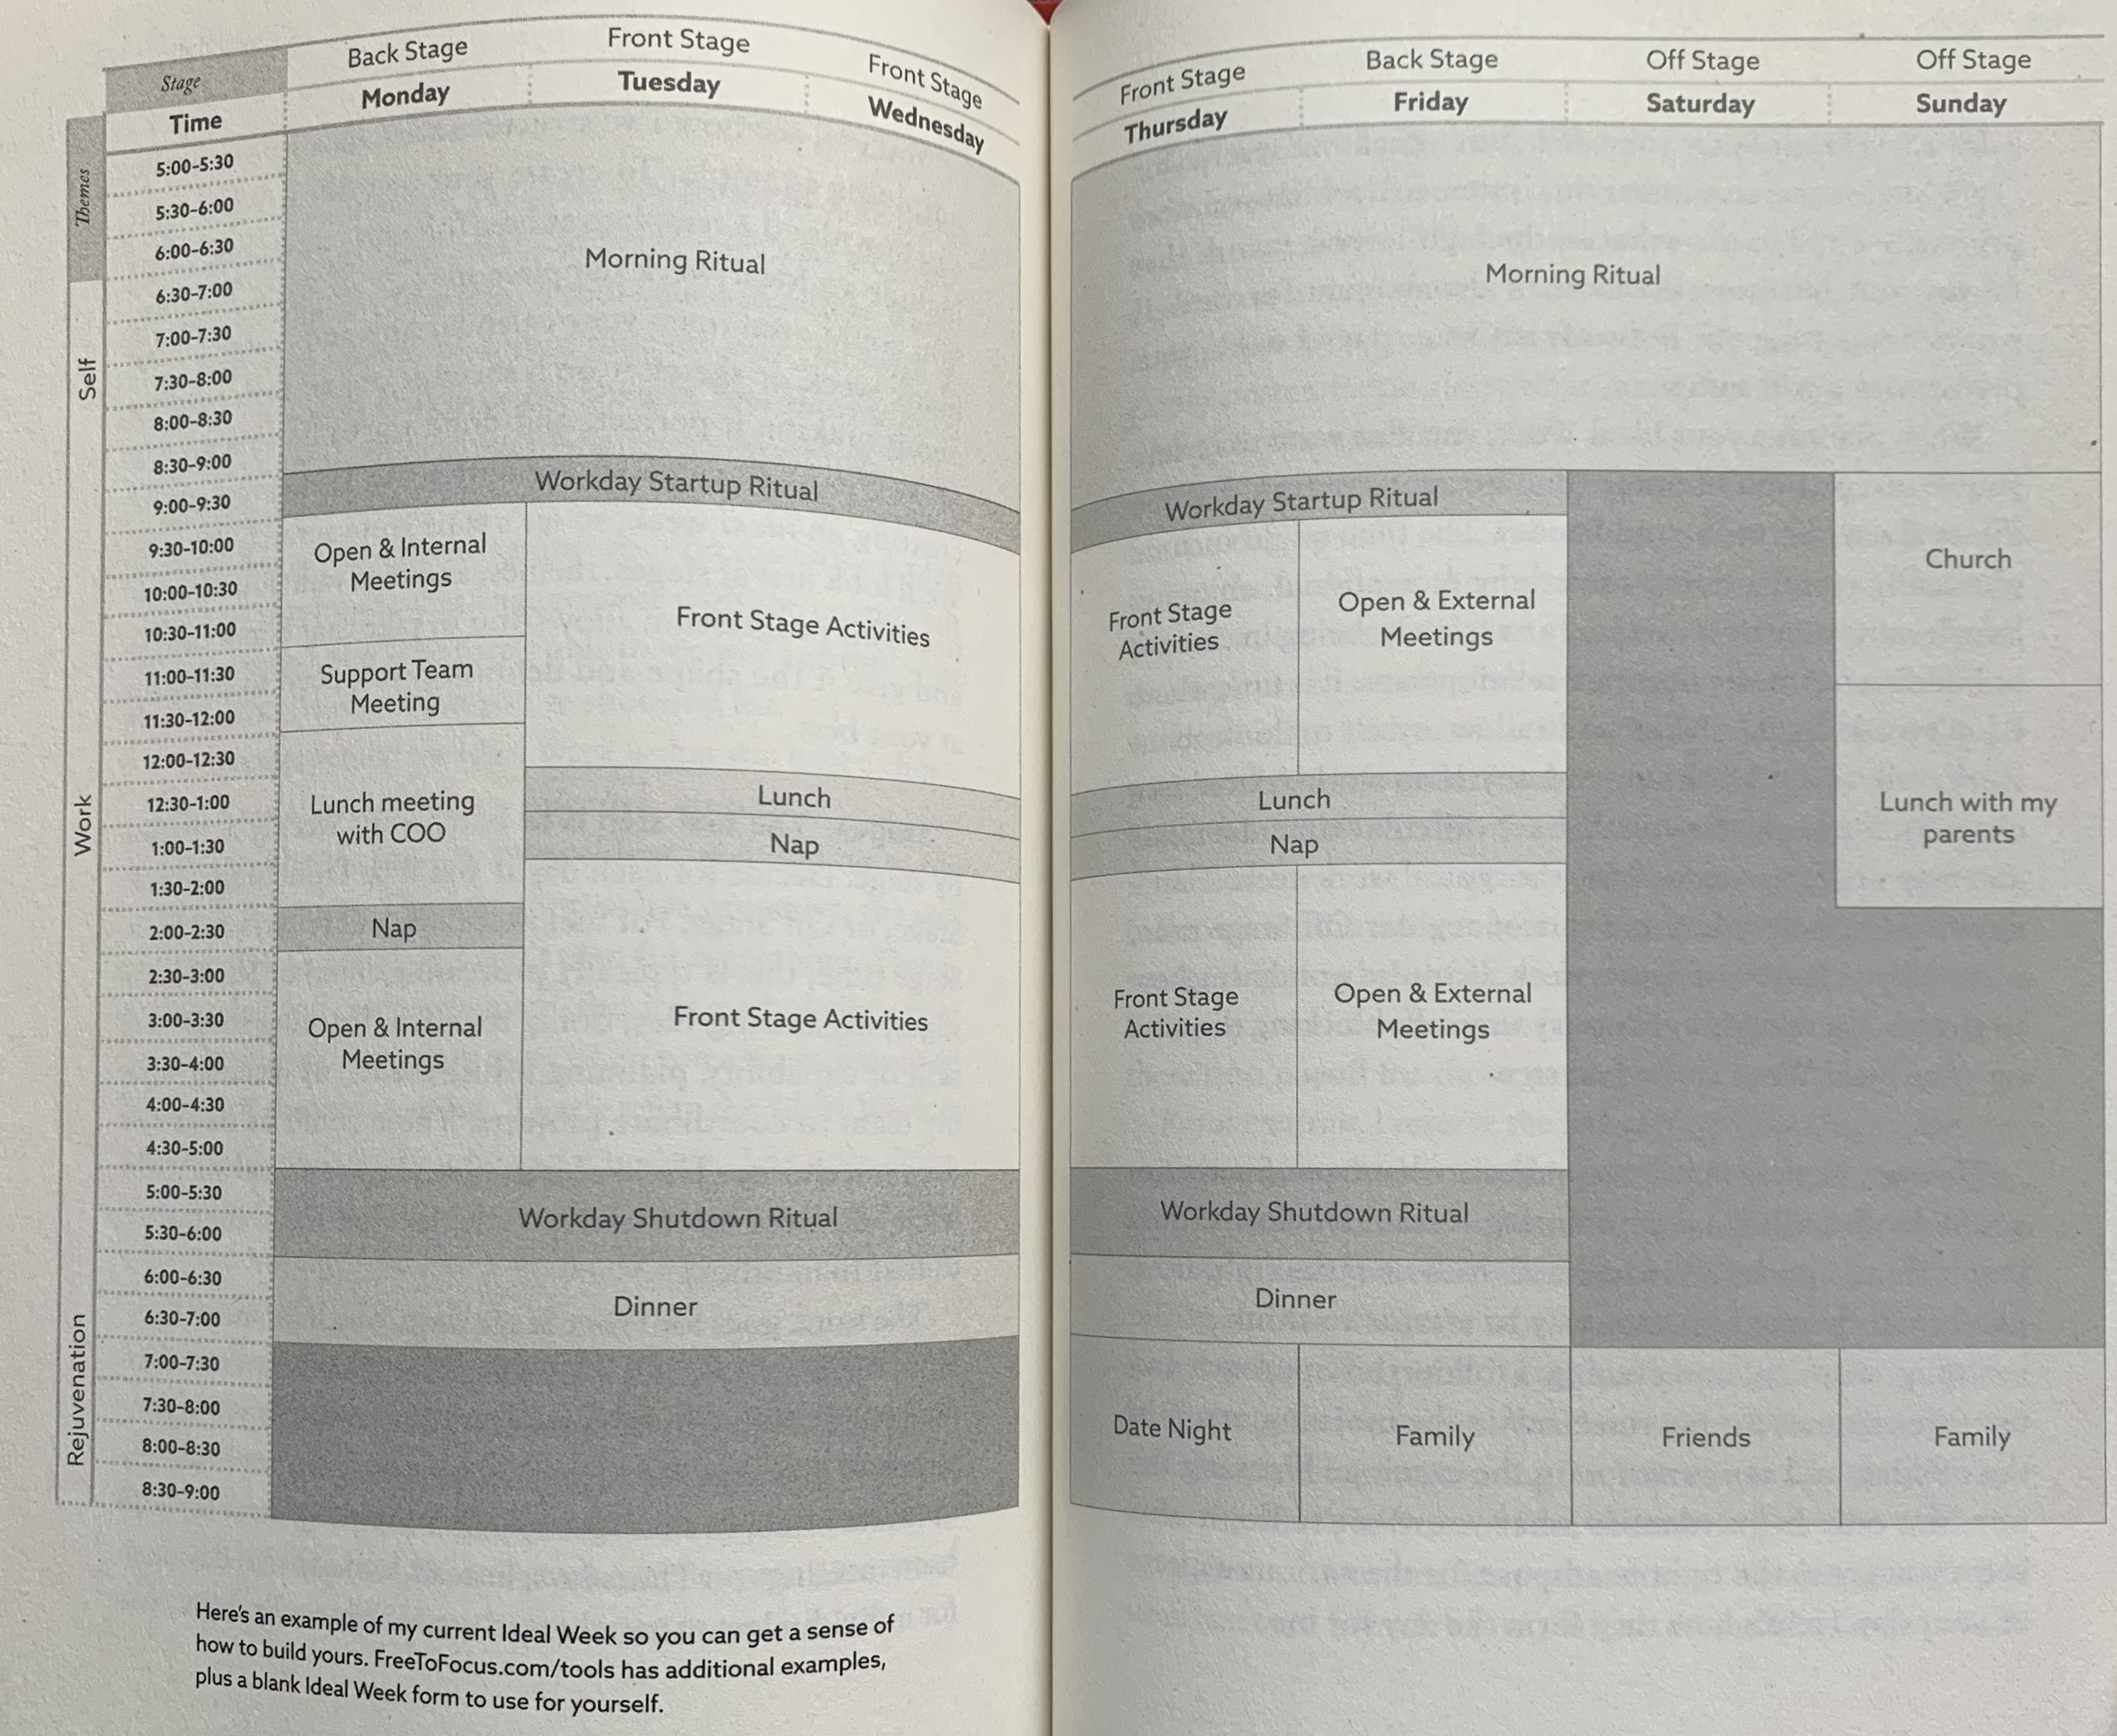 Stage
Back Stage
Front Stage
Front Stage
Time
Monday
Tuesday
Wednesday
Themes
Self
Work
Rejuvenation
5:00–5:30
5:30–6:00
6:00–6:30
6:30–7:00
7:00–7:30
7:30–8:00
8:00–8:30
8:30–9:00
9:00–9:30
9:30–10:00
10:00–10:30
10:30–11:00
11:00–11:30
11:30–12:00
12:00–12:30
12:30–1:00
1:00–1:30
1:30–2:00
2:00–2:30
2:30–3:00
3:00–3:30
3:30–4:00
4:00–4:30
4:30–5:00
5:00–5:30
5:30–6:00
6:00–6:30
6:30–7:00
7:00–7:30
7:30–8:00
8:00–8:30
8:30–9:00
Morning Ritual
Workday Startup Ritual
Open & Internal
Meetings
Support Team
Meeting
Lunch meeting
with COO
Nap
Open & Internal
Meetings
Front Stage Activities
Lunch
Nap
Front Stage Activities
Workday Shutdown Ritual
Dinner
Here's an example of my current Ideal Week so you can get a sense of
how to build yours. FreeToFocus.com/tools has additional examples,
plus a blank Ideal Week form to use for yourself.
Front Stage
Back Stage
Off Stage
Off Stage
Thursday
Friday
Saturday
Sunday
Morning Ritual
Workday Startup Ritual
Front Stage
Activities
Open & External
Meetings
Church
Lunch
Nap
Lunch with my
parents
Front Stage
Activities
Open & External
Meetings
Workday Shutdown Ritual
Dinner
Date Night
Family
Friends
Family